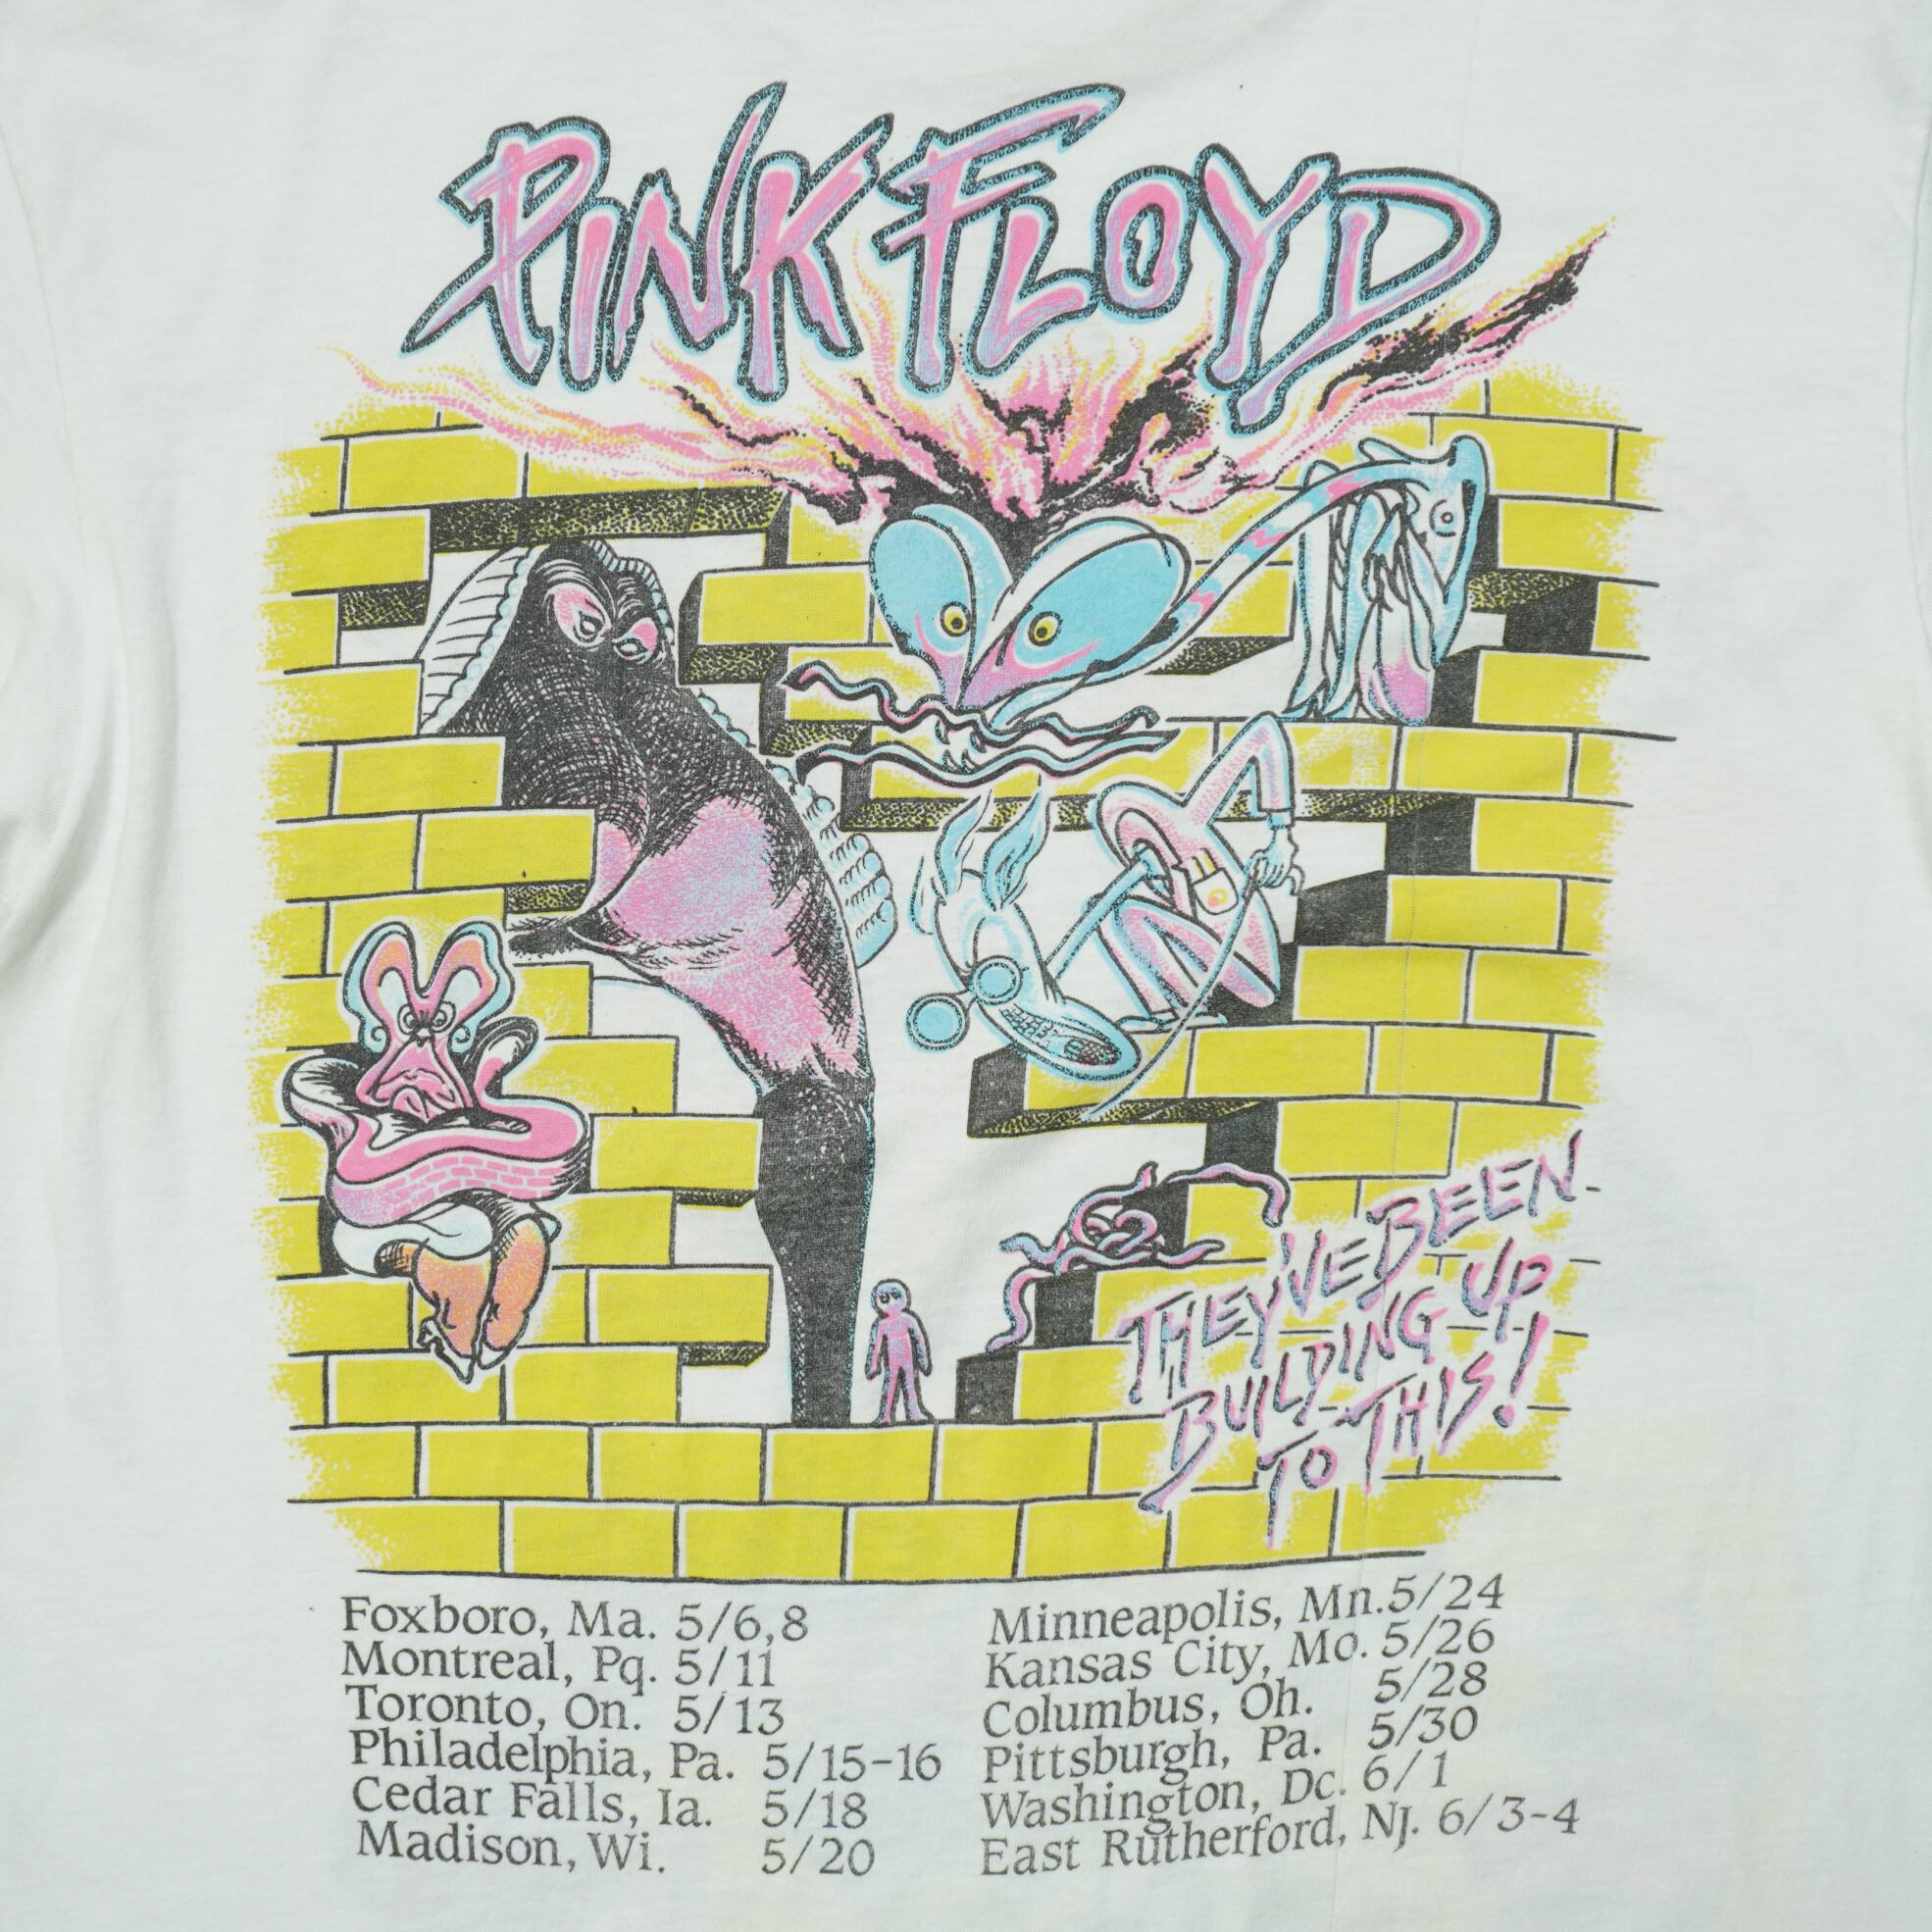 PINK FLOYD
THEY'VE BEEN
BUILDING UP
TO THIS!
Foxboro, Ma. 5/6,8
Montreal, Pq. 5/11
Toronto, On. 5/13
Philadelphia, Pa. 5/15-16
Cedar Falls, Ia. 5/18
Madison, Wi. 5/20
Minneapolis, Mn. 5/24
Kansas City, Mo. 5/26
Columbus, Oh. 5/28
Pittsburgh, Pa. 5/30
Washington, Dc. 6/1
East Rutherford, NJ. 6/3-4